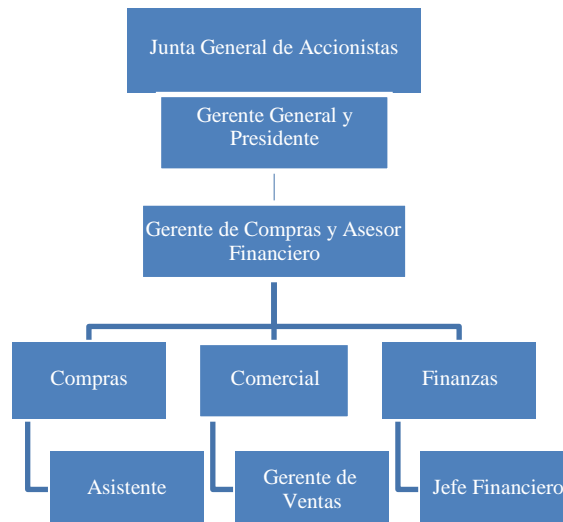 Junta General de Accionistas
Gerente General y
Presidente
Gerente de Compras y Asesor
Financiero
Compras
Comercial
Finanzas
Asistente
Gerente de
Ventas
Jefe Financiero